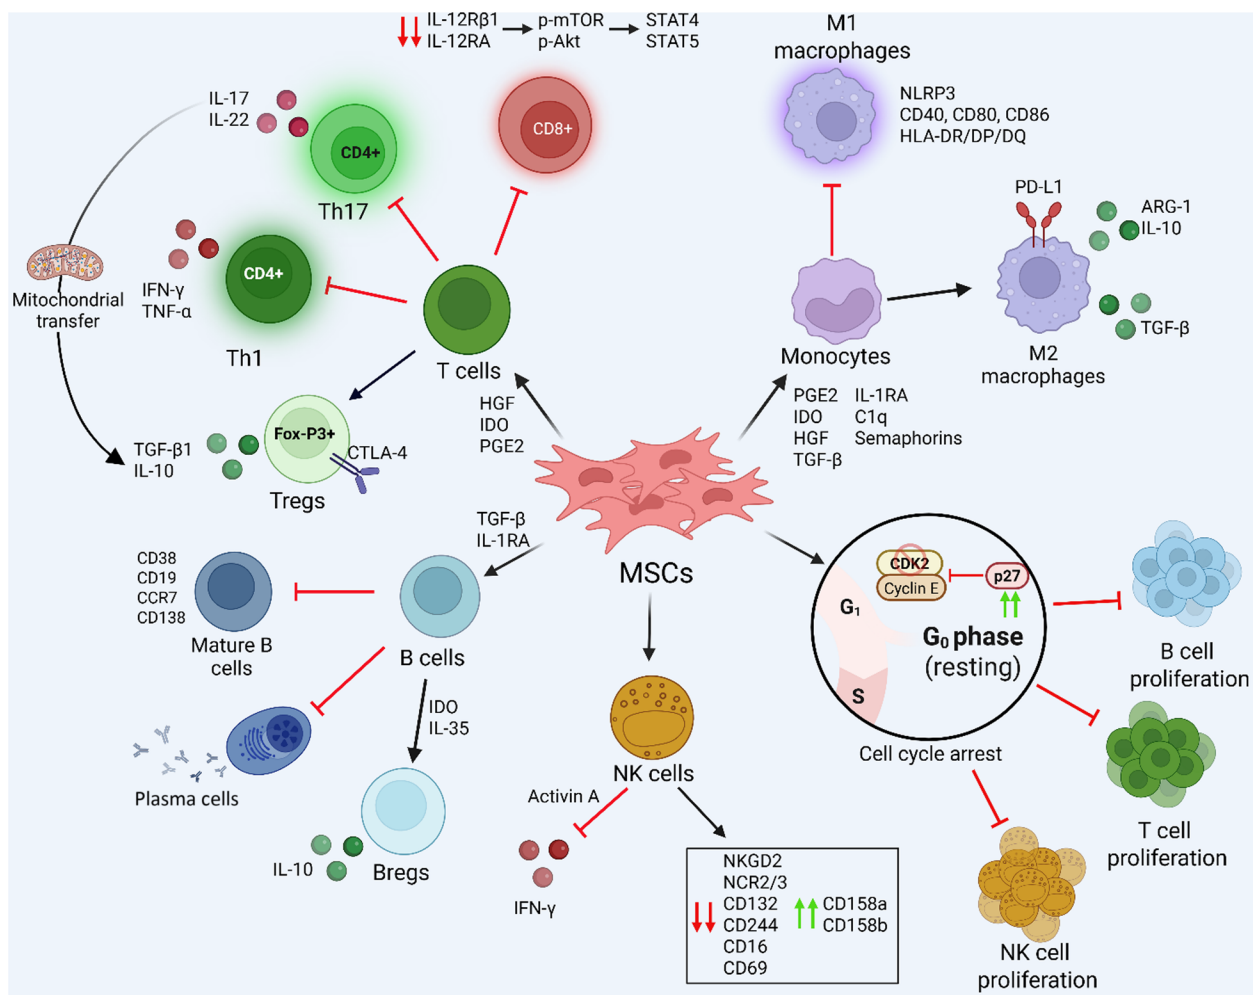 IL-12Rβ1
IL-12RA
p-mTOR
p-Akt
STAT4
STAT5
M1
macrophages
NLRP3
CD40, CD80, CD86
HLA-DR/DP/DQ
IL-17
IL-22
CD4+
Th17
CD8+
PD-L1
ARG-1
IL-10
TGF-β
M2
macrophages
Monocytes
PGE2
IDO
HGF
TGF-β
IL-1RA
C1q
Semaphorins
IFN-γ
TNF-α
CD4+
Th1
Mitochondrial
transfer
T cells
HGF
IDO
PGE2
TGF-β1
IL-10
Fox-P3+
CTLA-4
Tregs
TGF-β
IL-1RA
MSCs
CD38
CD19
CCR7
CD138
Mature B
cells
B cells
Plasma cells
IDO
IL-35
IL-10
Bregs
NK cells
Activin A
IFN-γ
NKGD2
NCR2/3
CD132
CD244
CD16
CD69
CD158a
CD158b
CDK2
Cyclin E
p27
G₁
G₀ phase
(resting)
S
Cell cycle arrest
B cell
proliferation
T cell
proliferation
NK cell
proliferation